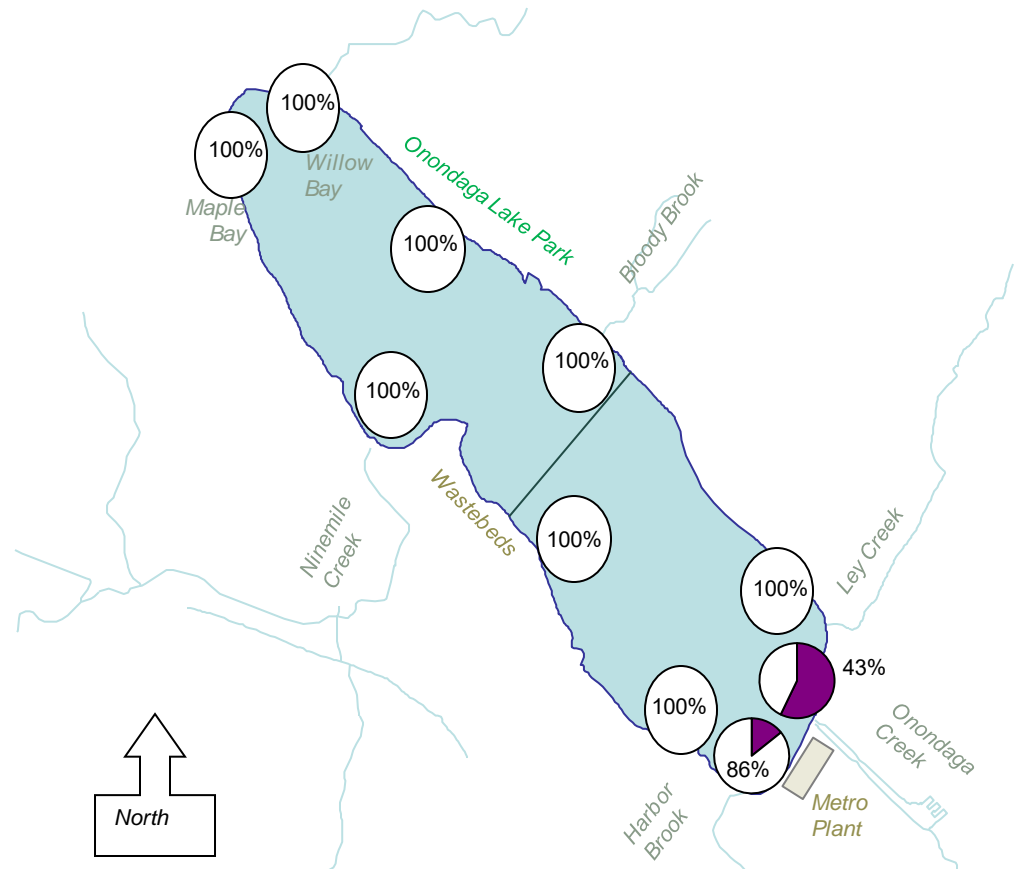 100%
100%
Willow
Bay
Maple
Bay
Onondaga Lake Park
100%
Bloody Brook
100%
100%
Wastebeds
Ninemile
Creek
100%
Ley Creek
100%
43%
100%
Onondaga
Creek
86%
Harbor
Brook
Metro
Plant
North